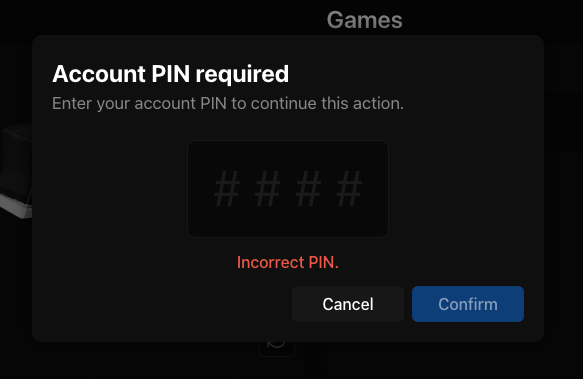 Games
Account PIN required
Enter your account PIN to continue this action.
# # # #
Incorrect PIN.
Cancel
Confirm